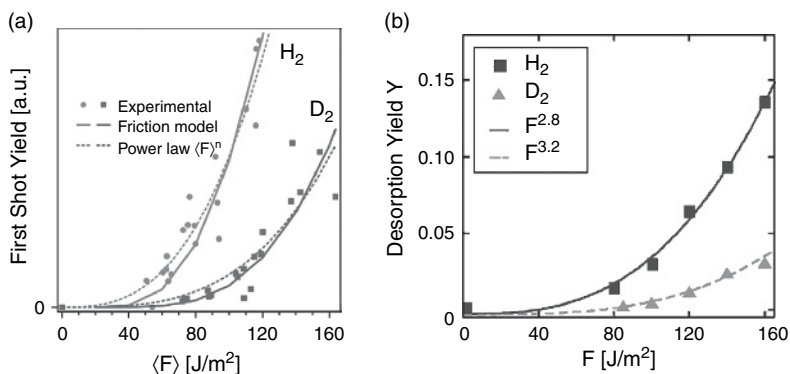 (a)
First Shot Yield [a.u.]
H₂
D₂
Experimental
Friction model
Power law ⟨F⟩ⁿ
0
0 40 80 120 160
⟨F⟩ [J/m²]
(b)
Desorption Yield Y
0.15
0.10
0.05
0
H₂
D₂
F²·⁸
F³·²
0 40 80 120 160
F [J/m²]